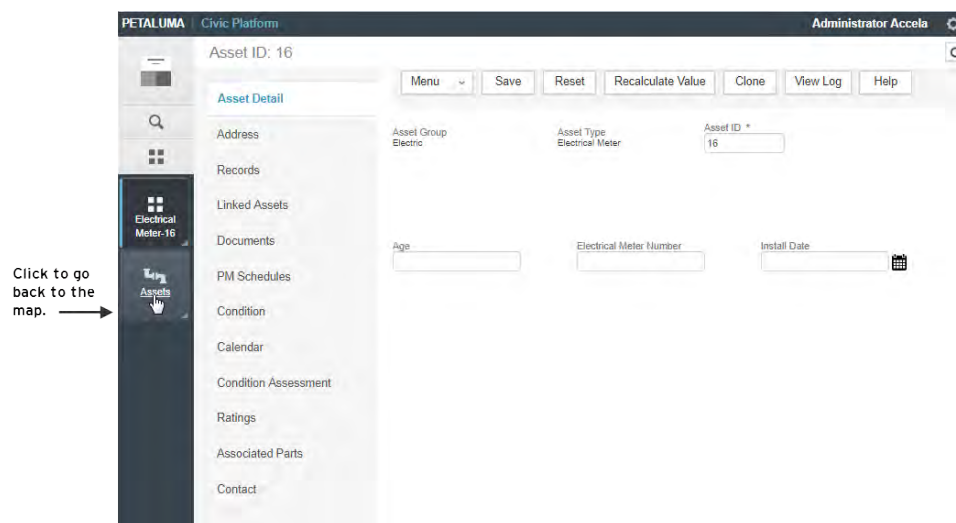 PETALUMA Civic Platform Administrator Accela
Asset ID: 16
Menu Save Reset Recalculate Value Clone View Log Help
Asset Detail
Address
Records
Linked Assets
Documents
PM Schedules
Condition
Calendar
Condition Assessment
Ratings
Associated Parts
Contact
Asset Group
Electric
Asset Type
Electrical Meter
Asset ID *
16
Age
Electrical Meter Number
Install Date
Electrical
Meter-16
Assets
Click to go
back to the
map.